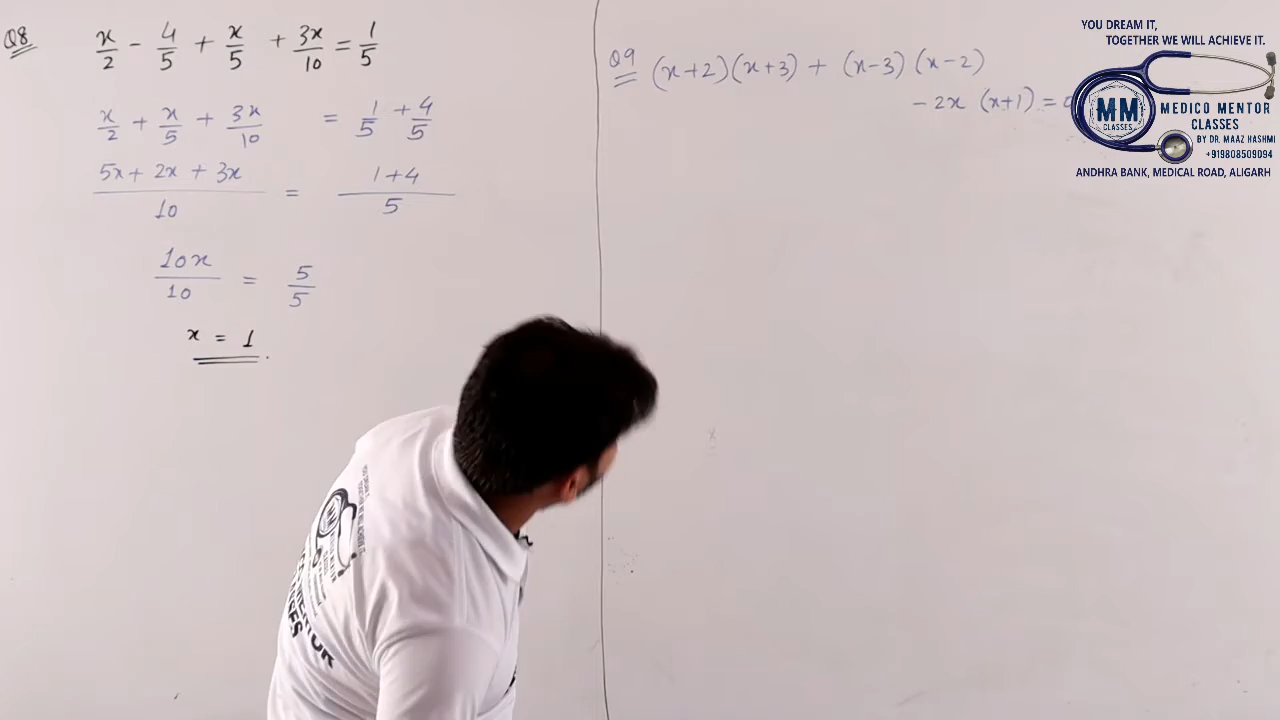 Q8 x/2 - 4/5 + x/5 + 3x/10 = 1/5
x/2 + x/5 + 3x/10 = 1/5 + 4/5
5x + 2x + 3x / 10 = 1 + 4 / 5
10x / 10 = 5 / 5
x = 1
Q9 (x+2)(x+3) + (x-3) (x-2)
- 2x (x+1) =
YOU DREAM IT,
TOGETHER WE WILL ACHIEVE IT.
MM
CLASSES
MEDICO MENTOR
CLASSES
BY DR. MAAZ HASHMI
+919808509094
ANDHRA BANK, MEDICAL ROAD, ALIGARH
MM